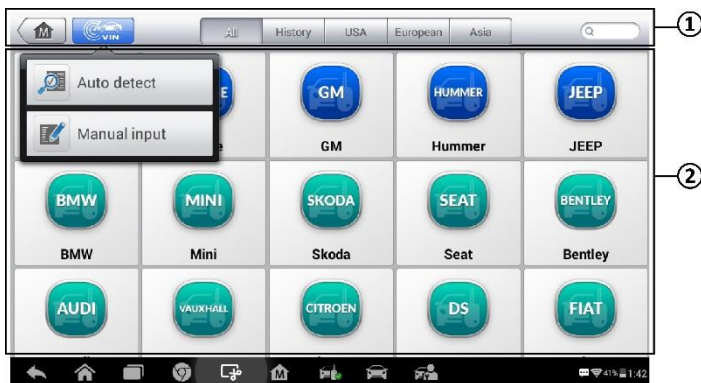 VIN
All History USA European Asia
①
Auto detect
Manual input
E
GM
HUMMER
JEEP
e
GM
Hummer
JEEP
②
BMW
MINI
SKODA
SEAT
BENTLEY
BMW
Mini
Skoda
Seat
Bentley
AUDI
VAUXHALL
CITROEN
DS
FIAT
41% 1:42